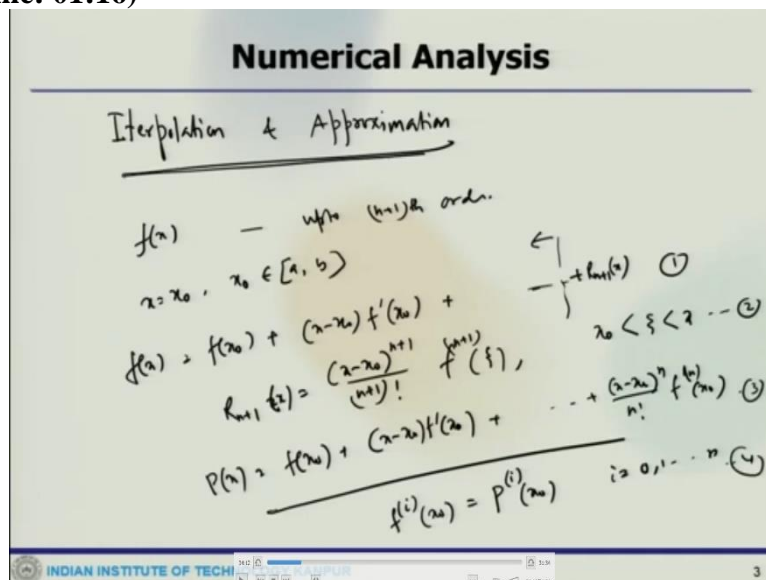 Numerical Analysis
Iterpolation & Approximation
f(x) — upto (n+1)th order.
x = x₀, x₀ ∈ [a, b]
f(x) = f(x₀) + (x-x₀) f'(x₀) + --- + Rₙ₊₁(x) ①
Rₙ₊₁(x) = (x-x₀)ⁿ⁺¹/(n+1)! f⁽ⁿ⁺¹⁾(ξ), x₀ < ξ < x -- ②
P(x) = f(x₀) + (x-x₀)f'(x₀) + -- + (x-x₀)ⁿ/n! f⁽ⁿ⁾(x₀) -③
f⁽ⁱ⁾(x₀) = P⁽ⁱ⁾(x₀) i = 0, 1 -- n -④
INDIAN INSTITUTE OF TECH KANPUR
3